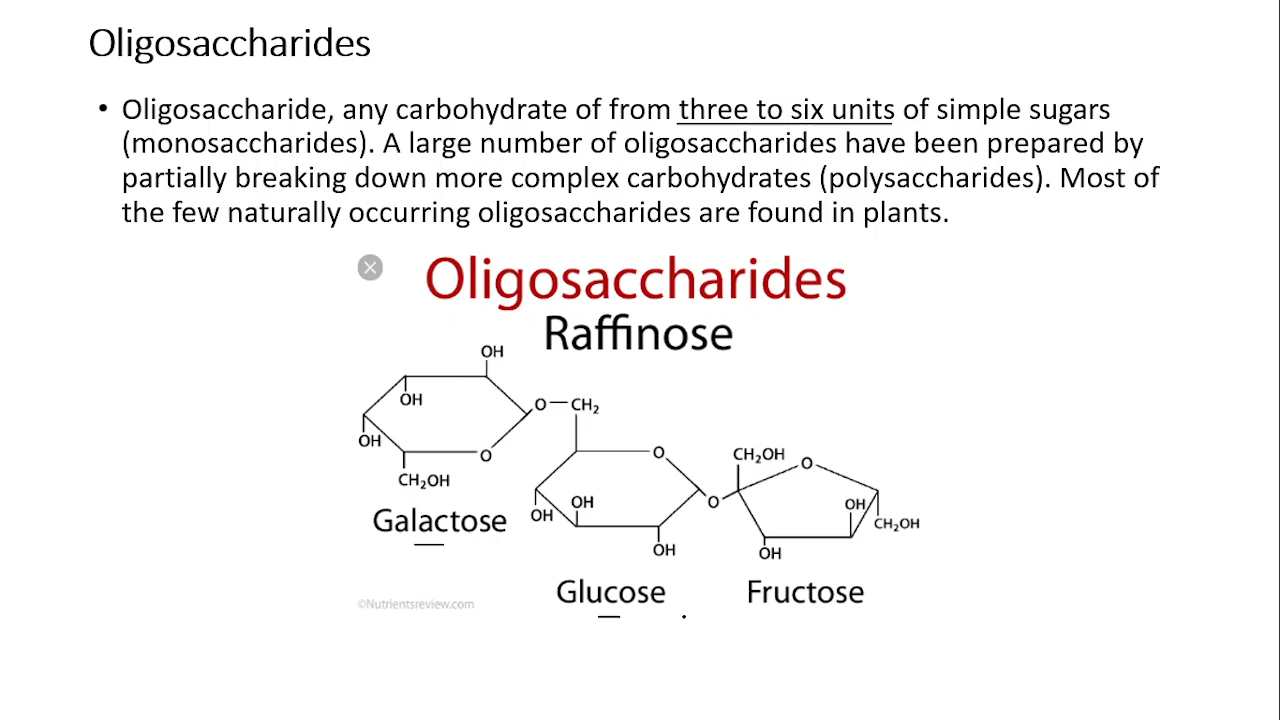 Oligosaccharides
• Oligosaccharide, any carbohydrate of from three to six units of simple sugars
(monosaccharides). A large number of oligosaccharides have been prepared by
partially breaking down more complex carbohydrates (polysaccharides). Most of
the few naturally occurring oligosaccharides are found in plants.
Oligosaccharides
Raffinose
OH
OH
OH
O
CH₂OH
O—CH₂
Galactose
O
OH
OH
OH
O
Glucose
CH₂OH
O
OH
CH₂OH
OH
Fructose
©Nutrientsreview.com